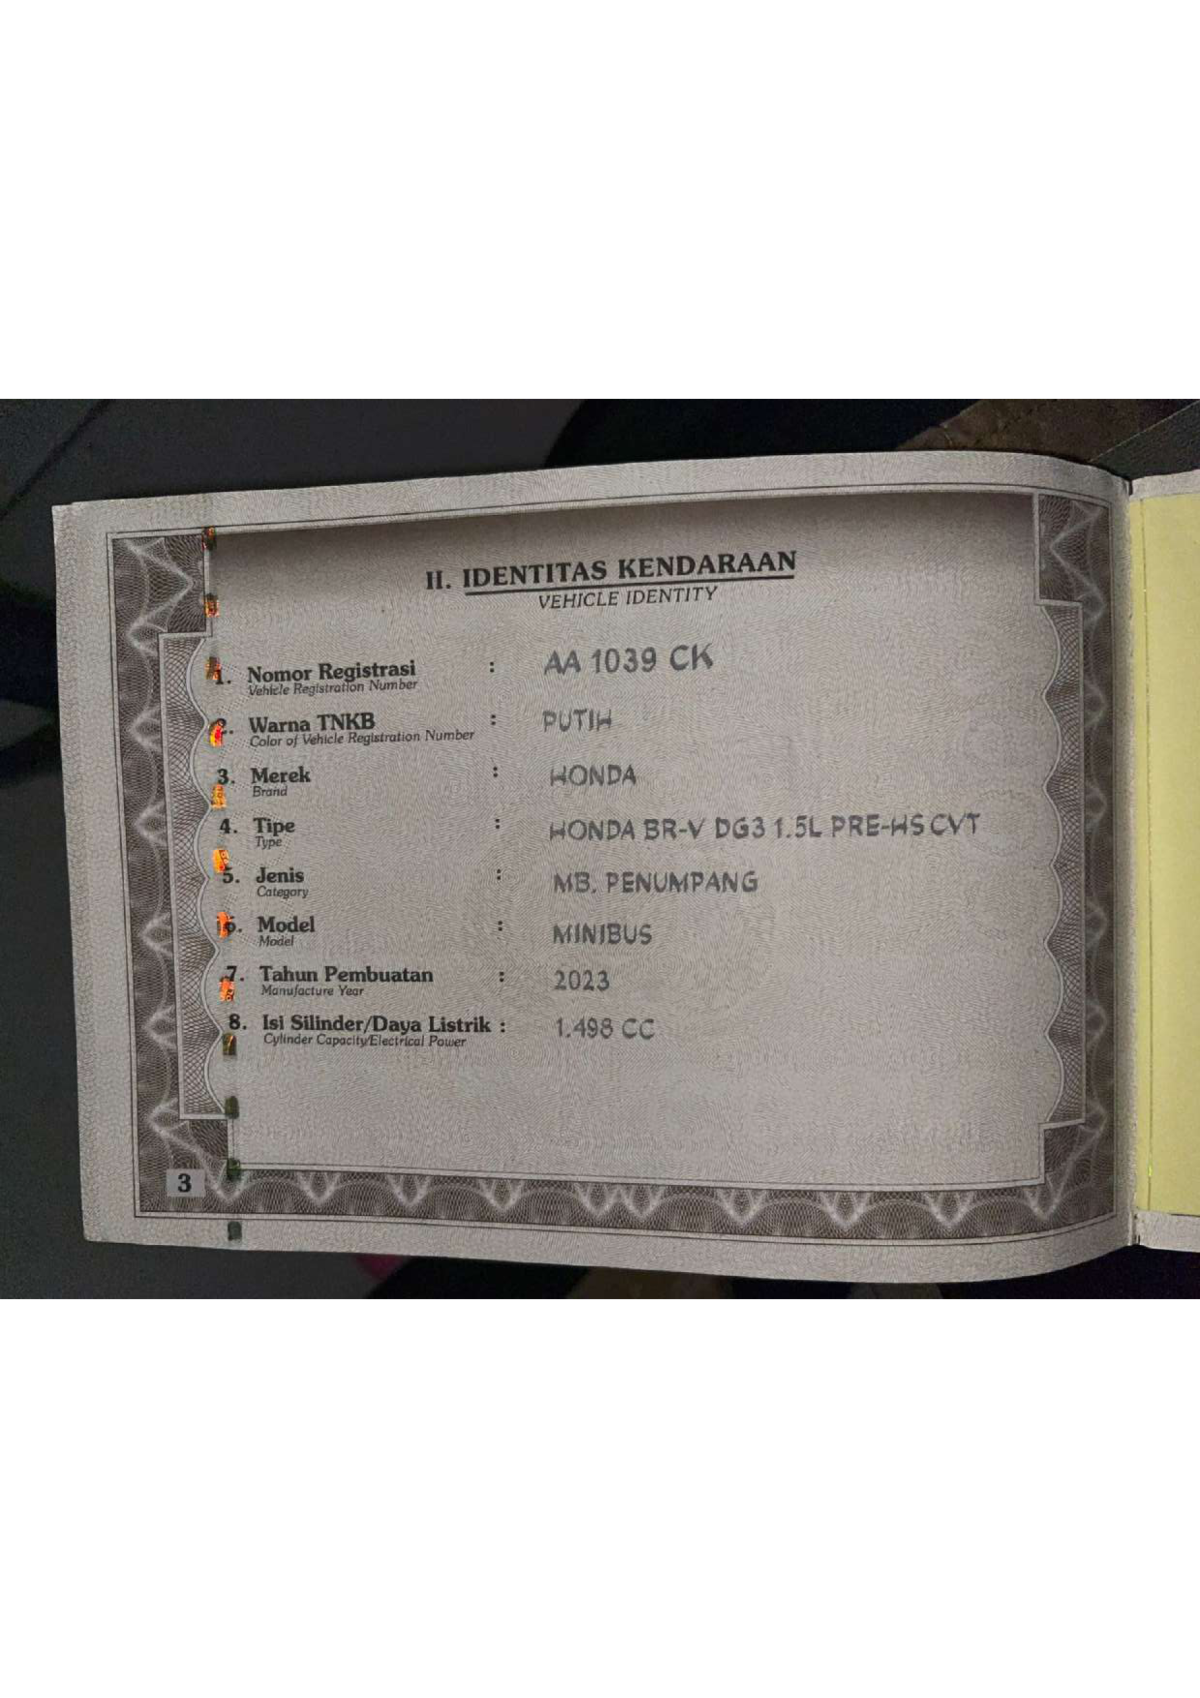 II. IDENTITAS KENDARAAN
VEHICLE IDENTITY
1. Nomor Registrasi : AA 1039 CK
Vehicle Registration Number
2. Warna TNKB : PUTIH
Color of Vehicle Registration Number
3. Merek : HONDA
Brand
4. Tipe : HONDA BR-V DG3 1.5L PRE-HS CVT
Type
5. Jenis : MB. PENUMPANG
Category
6. Model : MINIBUS
Model
7. Tahun Pembuatan : 2023
Manufacture Year
8. Isi Silinder/Daya Listrik : 1.498 CC
Cylinder Capacity/Electrical Power
3